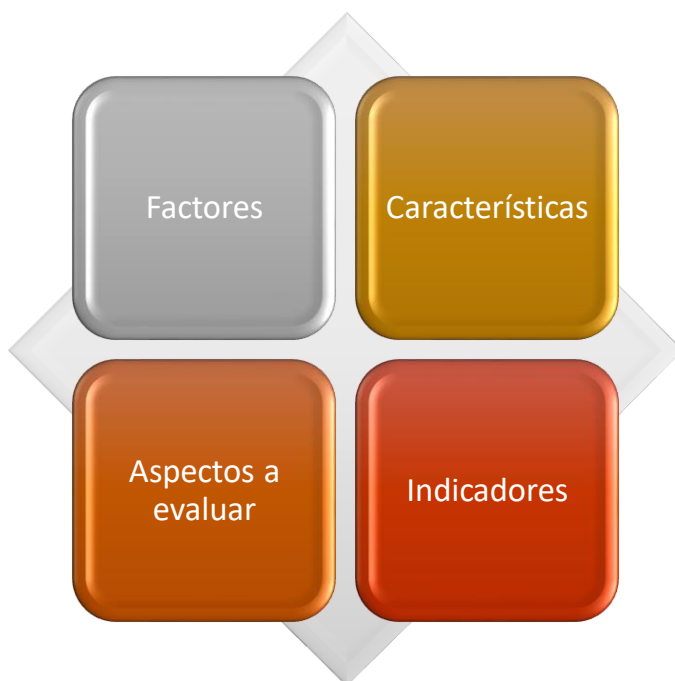 Factores
Características
Aspectos a
evaluar
Indicadores